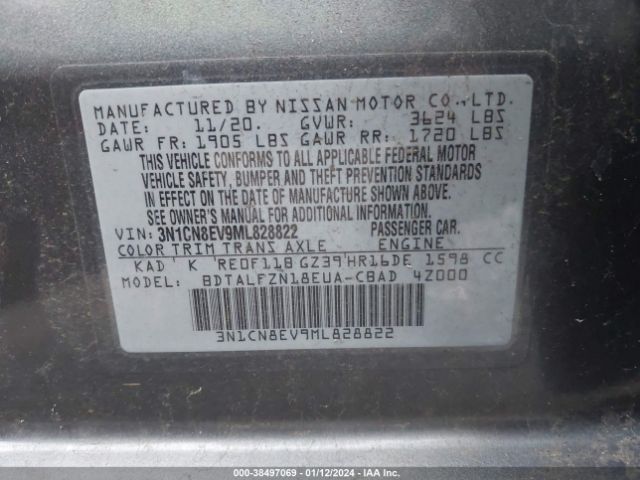 MANUFACTURED BY NISSAN MOTOR CO., LTD.
DATE: 11/20. GVWR: 3624 LBS
GAWR FR: 1905 LBS GAWR RR: 1720 LBS
THIS VEHICLE CONFORMS TO ALL APPLICABLE FEDERAL MOTOR
VEHICLE SAFETY, BUMPER AND THEFT PREVENTION STANDARDS
IN EFFECT ON THE DATE OF MANUFACTURE SHOWN ABOVE.
SEE OWNER'S MANUAL FOR ADDITIONAL INFORMATION.
VIN: 3N1CN8EV9ML828822 PASSENGER CAR.
COLOR TRIM TRANS AXLE ENGINE
KAD K RE0F11B GZ39 HR16DE 1598 CC
MODEL: BDTALFZN18EUA-CBAD 4Z000
3N1CN8EV9ML828822
000-38497069 - 01/12/2024 - IAA Inc.